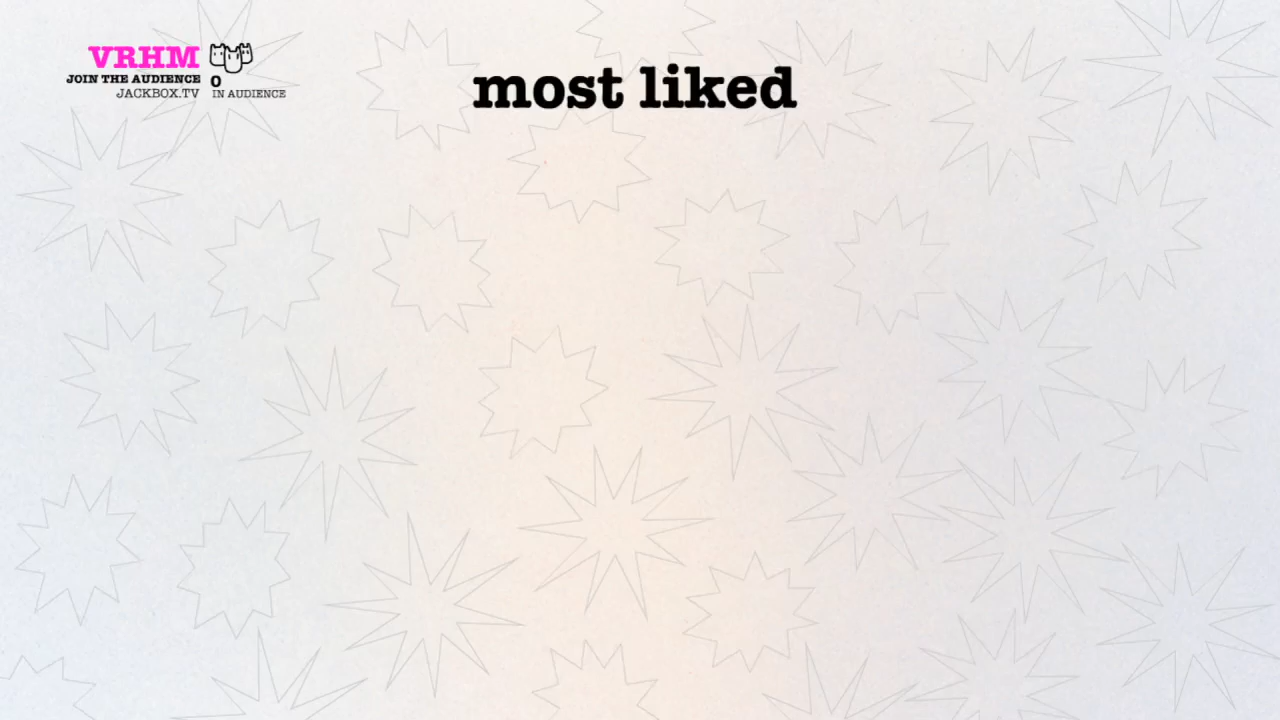 VRHM
JOIN THE AUDIENCE
JACKBOX.TV
0
IN AUDIENCE
most liked